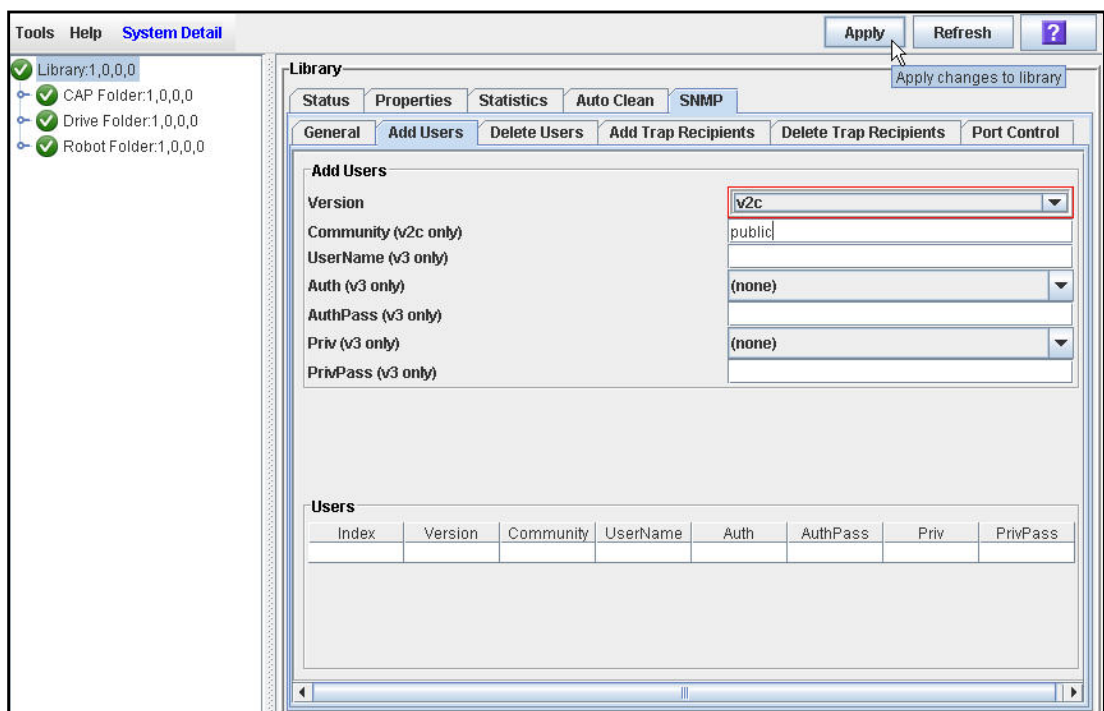 Tools Help System Detail Apply Refresh ?
Apply changes to library
Library:1,0,0,0
CAP Folder:1,0,0,0
Drive Folder:1,0,0,0
Robot Folder:1,0,0,0
Library
Status Properties Statistics Auto Clean SNMP
General Add Users Delete Users Add Trap Recipients Delete Trap Recipients Port Control
Add Users
Version v2c
Community (v2c only) public
UserName (v3 only)
Auth (v3 only) (none)
AuthPass (v3 only)
Priv (v3 only) (none)
PrivPass (v3 only)
Users
Index Version Community UserName Auth AuthPass Priv PrivPass